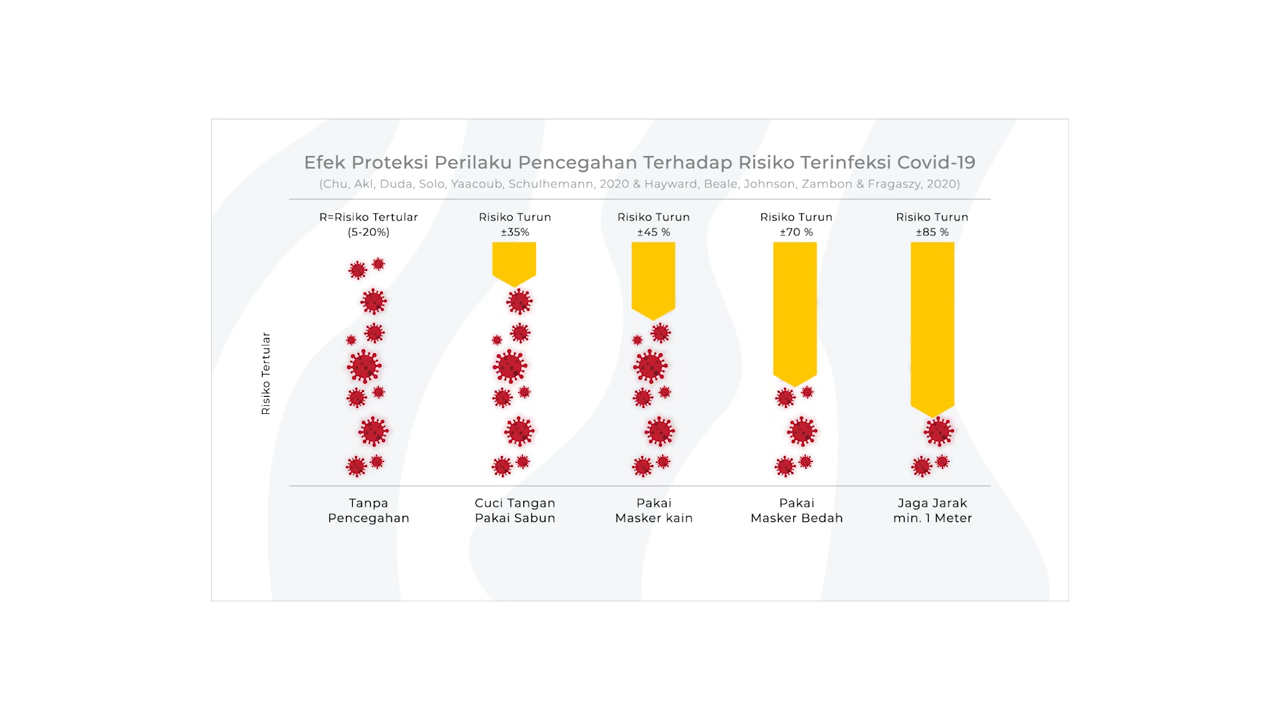 Efek Proteksi Perilaku Pencegahan Terhadap Risiko Terinfeksi Covid-19
(Chu, Akl, Duda, Solo, Yaacoub, Schulhemann, 2020 & Hayward, Beale, Johnson, Zambon & Fragaszy, 2020)
R=Risiko Tertular
(5-20%)
Risiko Turun
±35%
Risiko Turun
±45 %
Risiko Turun
±70 %
Risiko Turun
±85 %
Risiko Tertular
Tanpa
Pencegahan
Cuci Tangan
Pakai Sabun
Pakai
Masker kain
Pakai
Masker Bedah
Jaga Jarak
min. 1 Meter